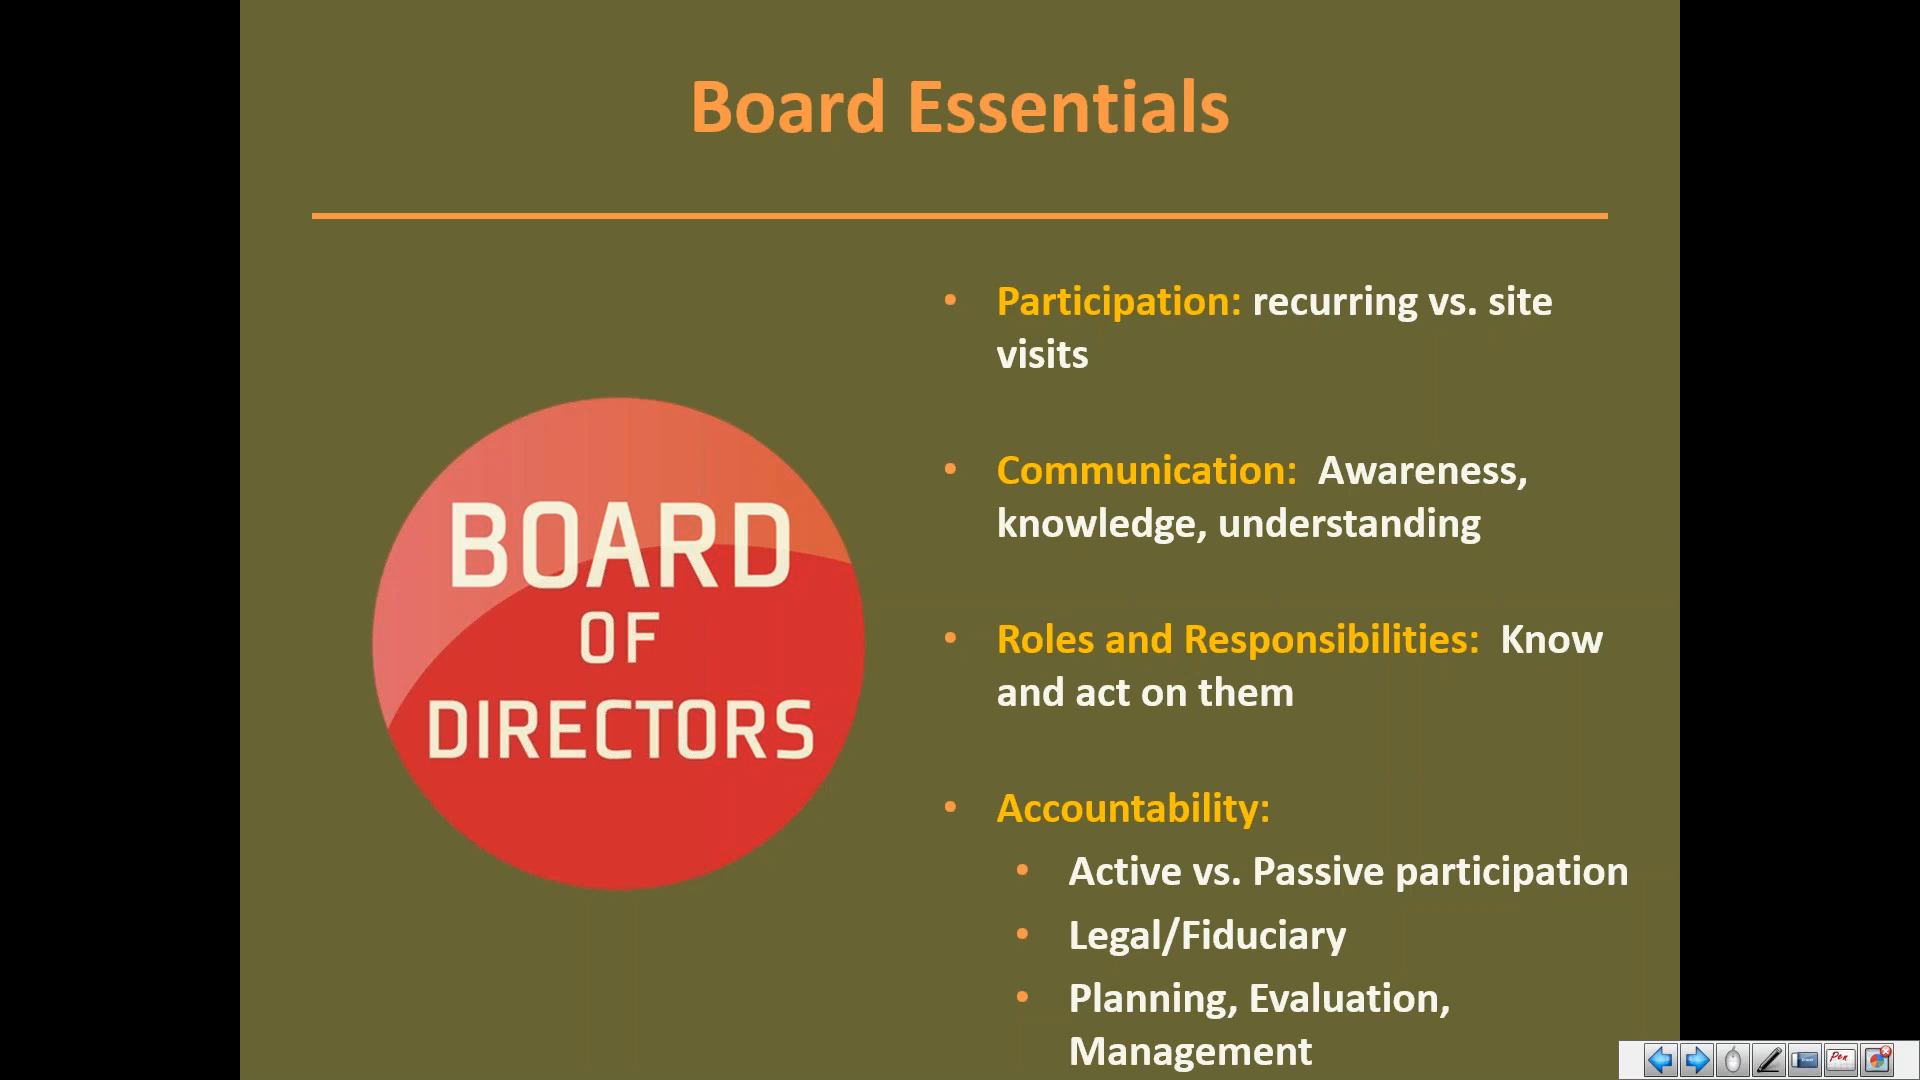 Board Essentials
BOARD
OF
DIRECTORS
• Participation: recurring vs. site
visits
• Communication:  Awareness,
knowledge, understanding
• Roles and Responsibilities:  Know
and act on them
• Accountability:
• Active vs. Passive participation
• Legal/Fiduciary
• Planning, Evaluation,
Management
Pen